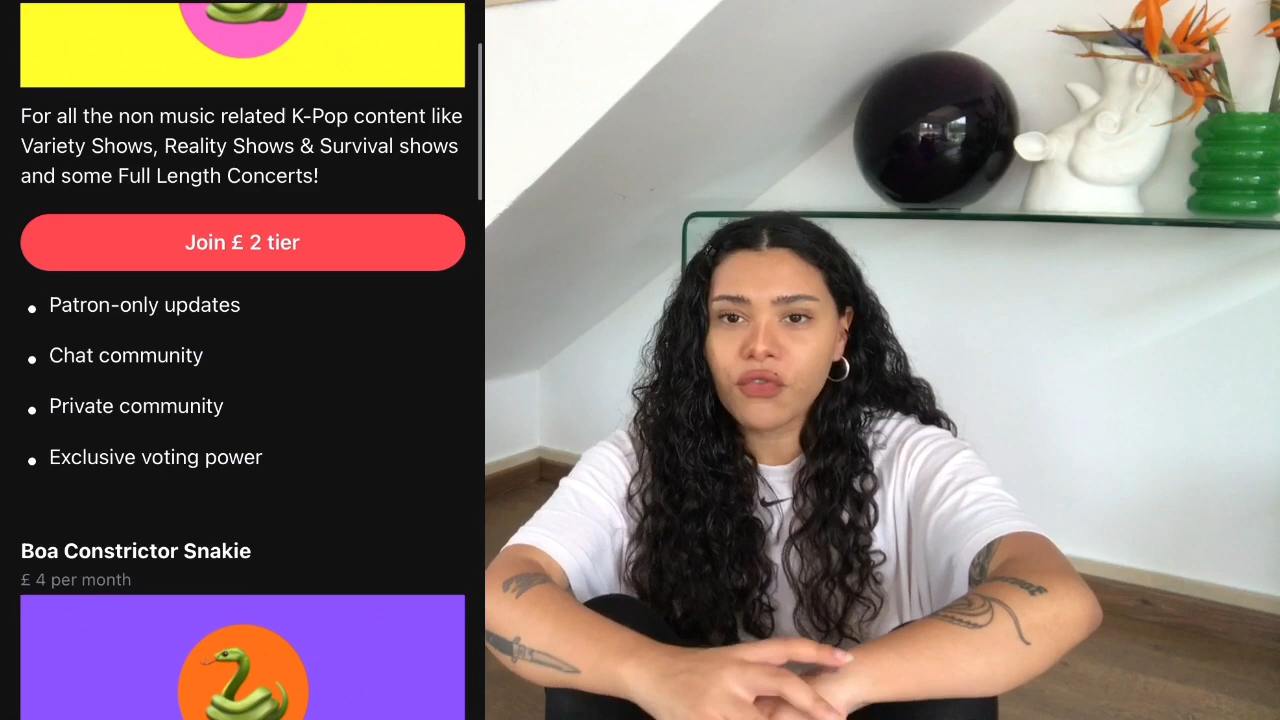 For all the non music related K-Pop content like
Variety Shows, Reality Shows & Survival shows
and some Full Length Concerts!
Join £ 2 tier
Patron-only updates
Chat community
Private community
Exclusive voting power
Boa Constrictor Snakie
£ 4 per month